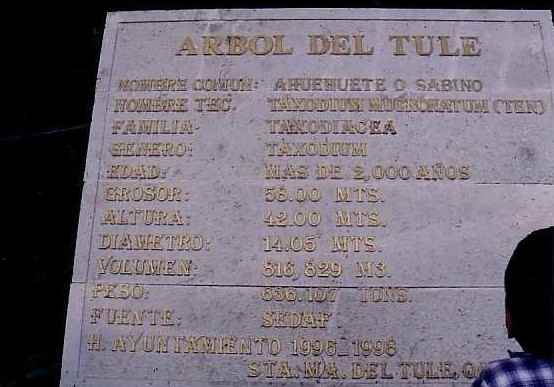 ARBOL DEL TULE
NOMBRE COMUN: AHUEHUETE O SABINO
NOMBRE TEC. TAXODIUM MUCRONATUM (TEN)
FAMILIA: TAXODIACEA
GENERO: TAXODIUM
EDAD: MAS DE 2,000 AÑOS
GROSOR: 58.00 MTS.
ALTURA: 42.00 MTS.
DIAMETRO: 14.05 MTS.
VOLUMEN: 816,829 M3.
PESO: 636.107 TONS.
FUENTE: SEDAF
H. AYUNTAMIENTO 1996_1998
STA. MA. DEL TULE,